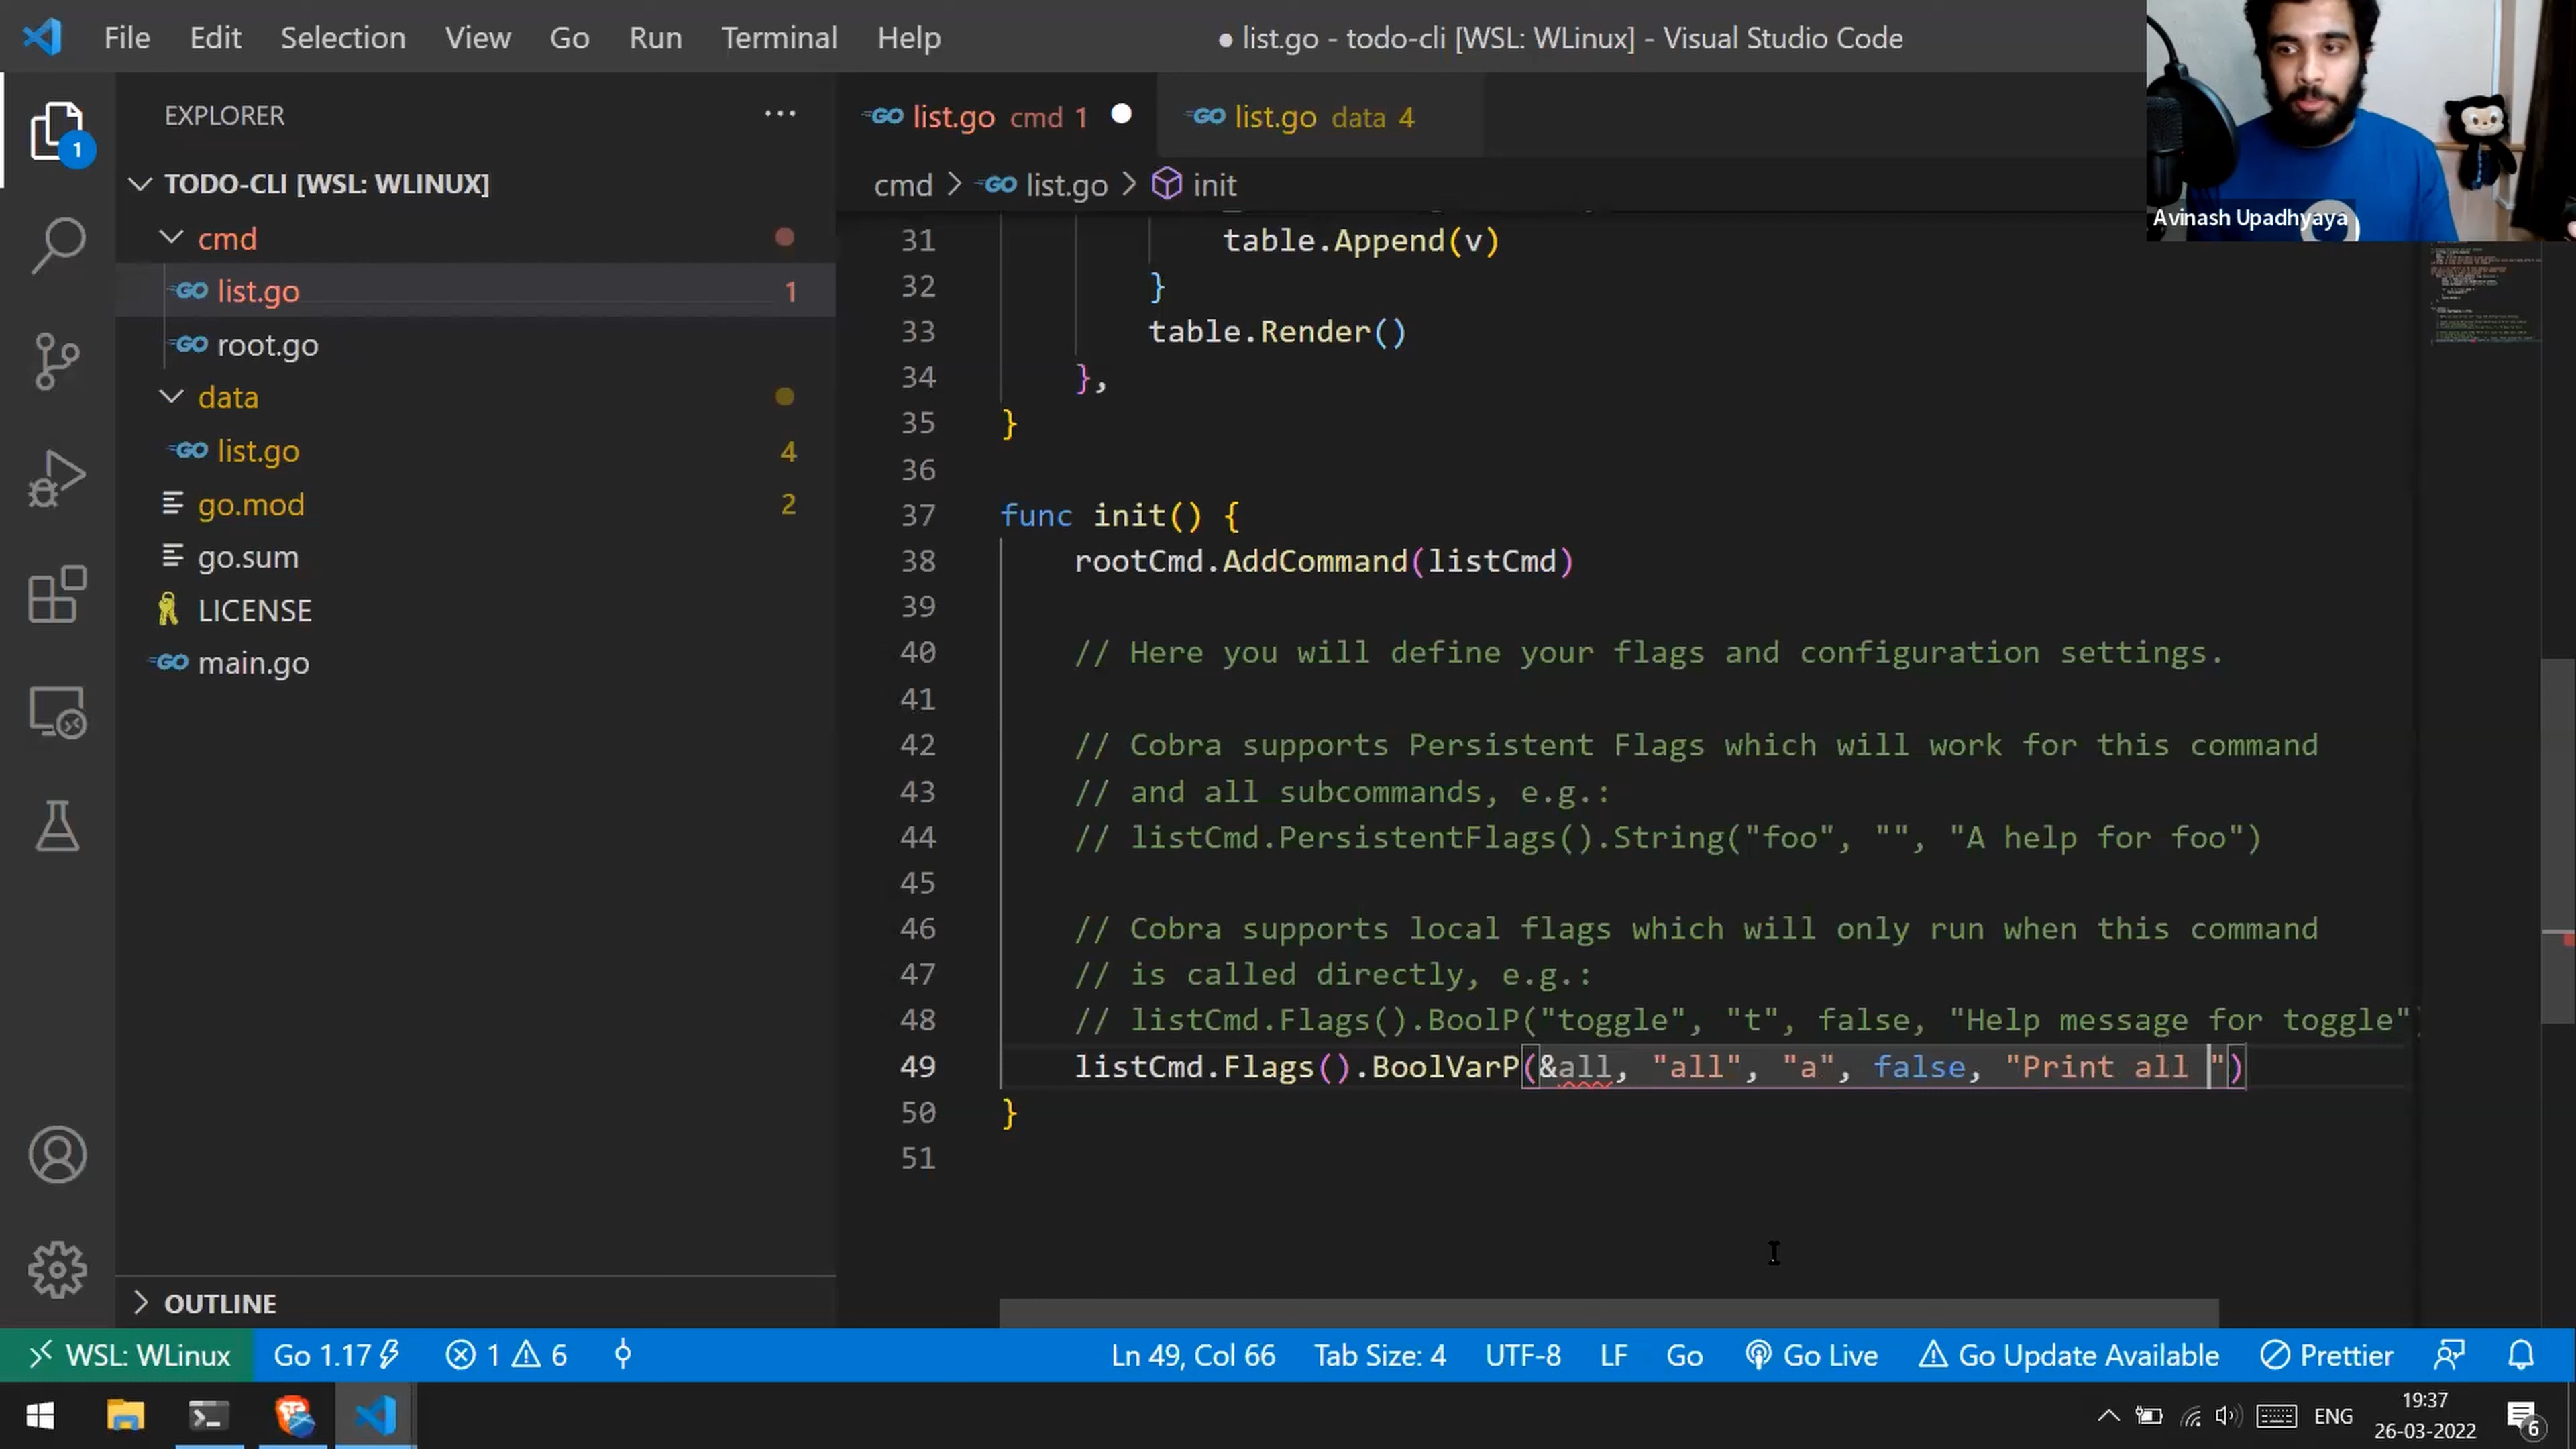 File Edit Selection View Go Run Terminal Help
● list.go - todo-cli [WSL: WLinux] - Visual Studio Code
Avinash Upadhyaya
EXPLORER ···
1
TODO-CLI [WSL: WLINUX]
cmd
GO list.go 1
GO root.go
data
GO list.go 4
go.mod 2
go.sum
LICENSE
GO main.go
OUTLINE
GO list.go cmd 1 ●
GO list.go data 4
cmd > GO list.go > init
31 table.Append(v)
32 }
33 table.Render()
34 },
35 }
36
37 func init() {
38 rootCmd.AddCommand(listCmd)
39
40 // Here you will define your flags and configuration settings.
41
42 // Cobra supports Persistent Flags which will work for this command
43 // and all subcommands, e.g.:
44 // listCmd.PersistentFlags().String("foo", "", "A help for foo")
45
46 // Cobra supports local flags which will only run when this command
47 // is called directly, e.g.:
48 // listCmd.Flags().BoolP("toggle", "t", false, "Help message for toggle"
49 listCmd.Flags().BoolVarP(&all, "all", "a", false, "Print all ")
50 }
51
WSL: WLinux Go 1.17 1 6 Ln 49, Col 66 Tab Size: 4 UTF-8 LF Go Go Live Go Update Available Prettier
ENG 19:37
26-03-2022
6